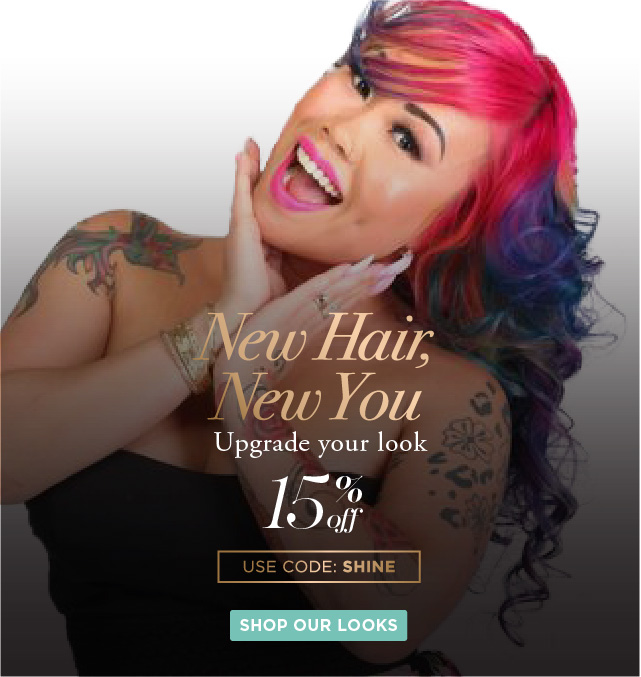 New Hair,
New You
Upgrade your look
15% off
USE CODE: SHINE
SHOP OUR LOOKS